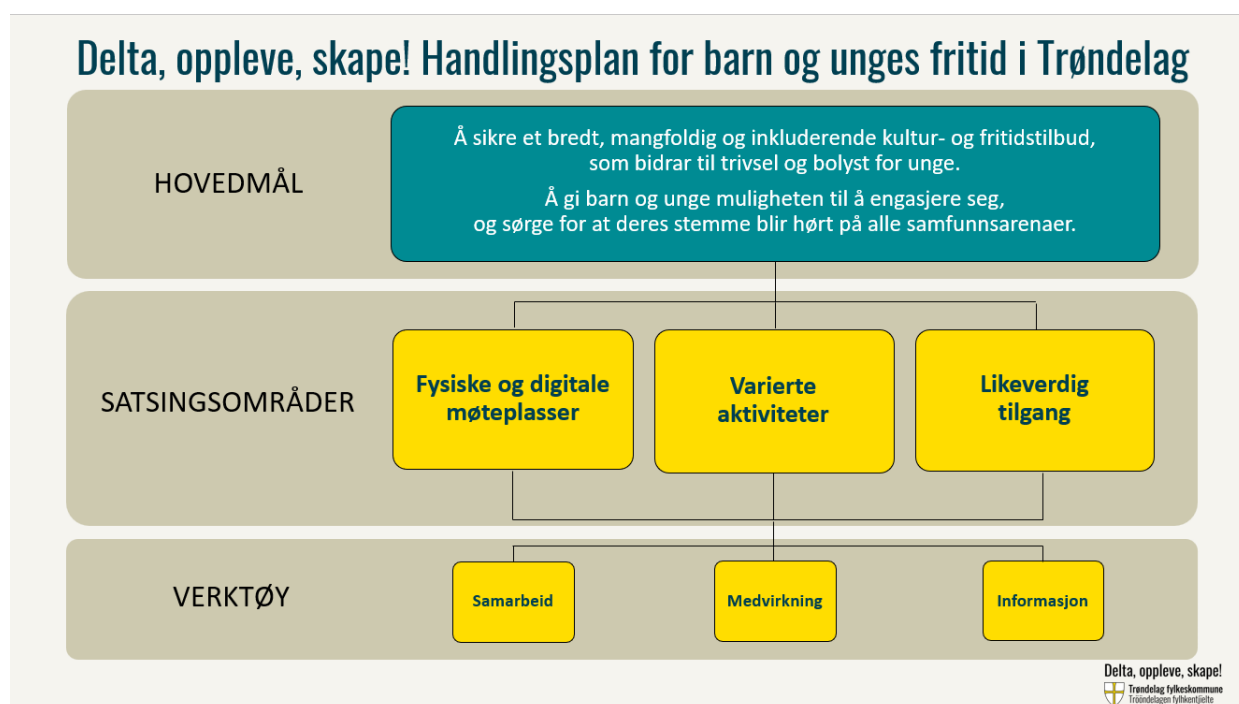 Delta, oppleve, skape! Handlingsplan for barn og unges fritid i Trøndelag
HOVEDMÅL
Å sikre et bredt, mangfoldig og inkluderende kultur- og fritidstilbud,
som bidrar til trivsel og bolyst for unge.
Å gi barn og unge muligheten til å engasjere seg,
og sørge for at deres stemme blir hørt på alle samfunnsarenaer.
SATSINGSOMRÅDER
Fysiske og digitale
møteplasser
Varierte
aktiviteter
Likeverdig
tilgang
VERKTØY
Samarbeid
Medvirkning
Informasjon
Delta, oppleve, skape!
Trøndelag fylkeskommune
Trööndelagen fylhkentjïelte